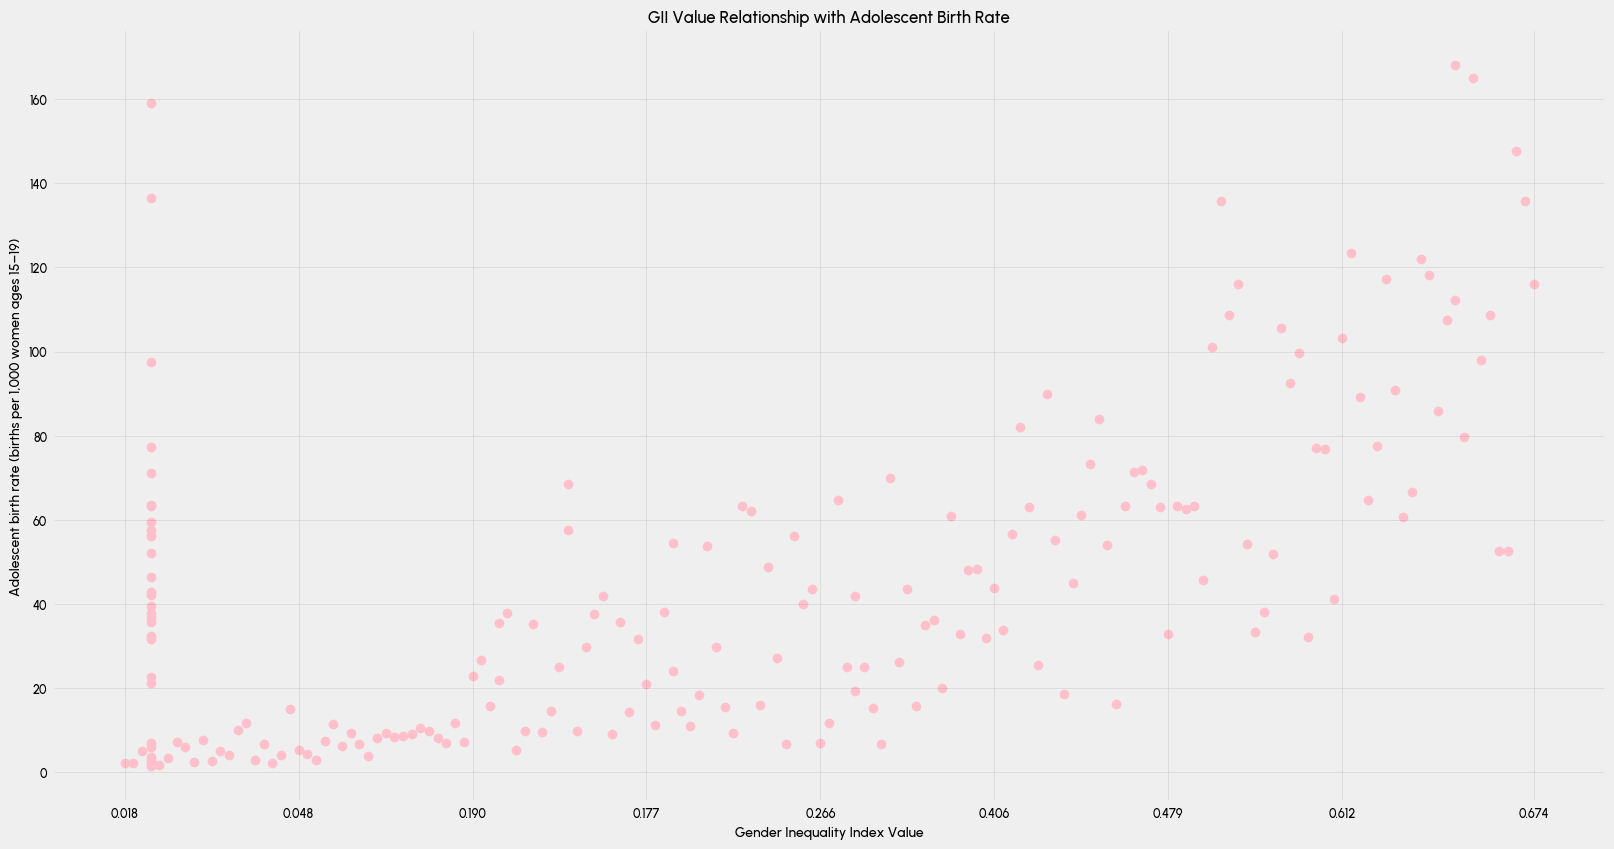 GII Value Relationship with Adolescent Birth Rate
Adolescent birth rate (births per 1,000 women ages 15–19)
160
140
120
100
80
60
40
20
0
0.018 0.048 0.190 0.177 0.266 0.406 0.479 0.612 0.674
Gender Inequality Index Value